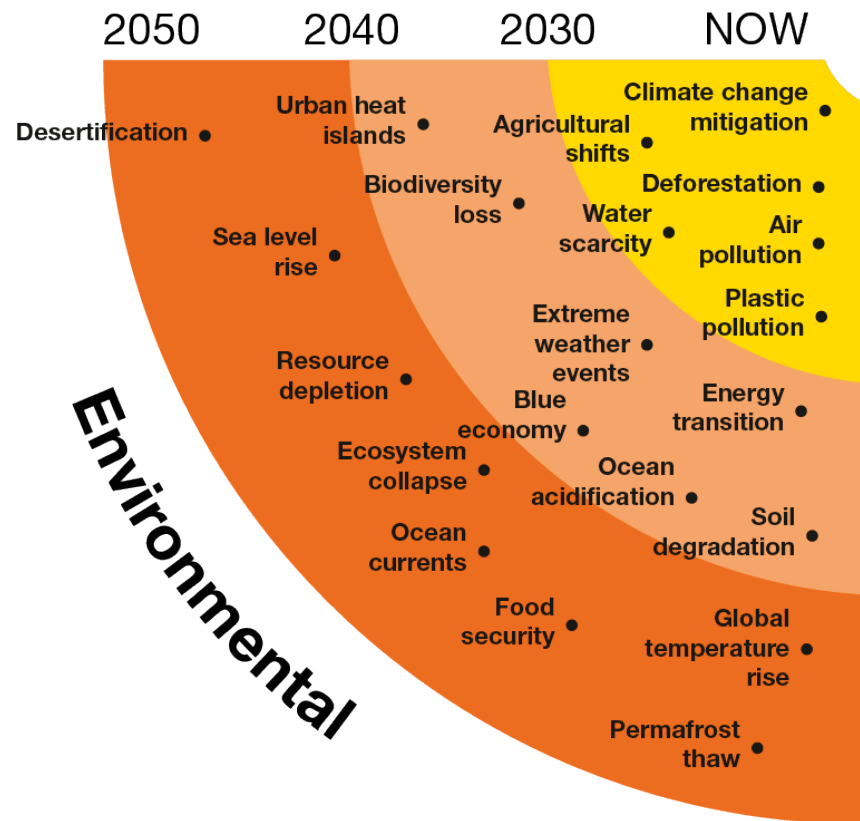 2050 2040 2030 NOW
Climate change
mitigation
Urban heat
islands
Agricultural
shifts
Desertification
Deforestation
Biodiversity
loss
Water
scarcity
Air
pollution
Sea level
rise
Plastic
pollution
Extreme
weather
events
Resource
depletion
Energy
transition
Blue
economy
Ecosystem
collapse
Ocean
acidification
Soil
degradation
Ocean
currents
Food
security
Global
temperature
rise
Permafrost
thaw
Environmental